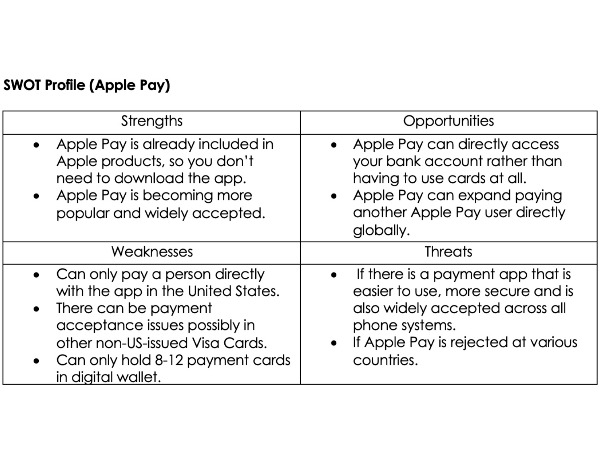 SWOT Profile (Apple Pay)
Strengths
• Apple Pay is already included in
Apple products, so you don’t
need to download the app.
• Apple Pay is becoming more
popular and widely accepted.
Opportunities
• Apple Pay can directly access
your bank account rather than
having to use cards at all.
• Apple Pay can expand paying
another Apple Pay user directly
globally.
Weaknesses
• Can only pay a person directly
with the app in the United States.
• There can be payment
acceptance issues possibly in
other non-US-issued Visa Cards.
• Can only hold 8-12 payment cards
in digital wallet.
Threats
• If there is a payment app that is
easier to use, more secure and is
also widely accepted across all
phone systems.
• If Apple Pay is rejected at various
countries.